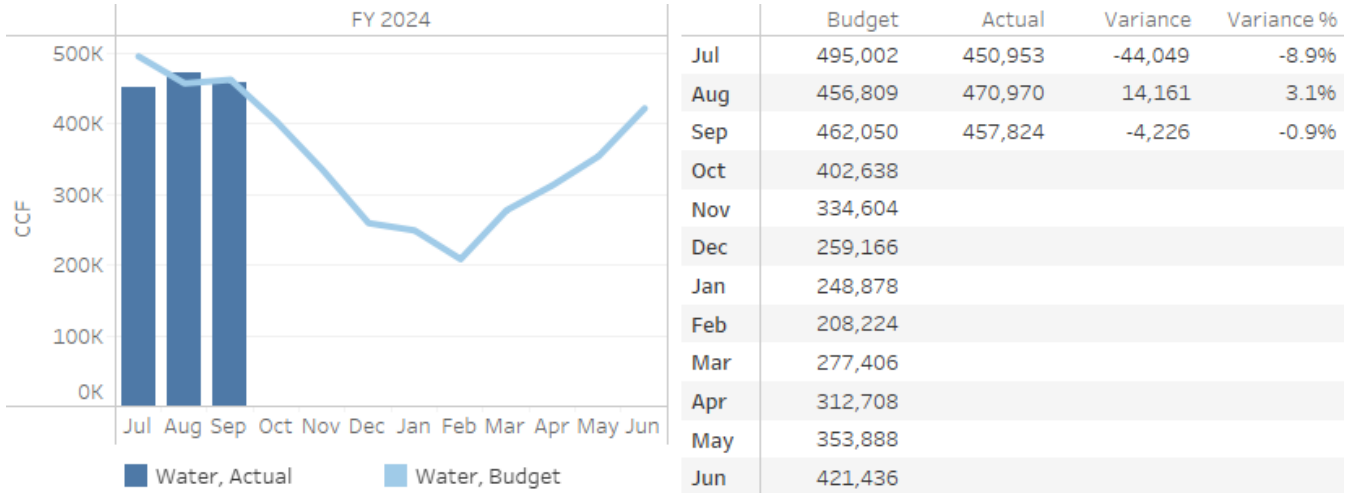 FY 2024
500K
400K
300K
200K
100K
0K
CCF
Jul Aug Sep Oct Nov Dec Jan Feb Mar Apr May Jun
Water, Actual Water, Budget
Budget Actual Variance Variance %
Jul 495,002 450,953 -44,049 -8.9%
Aug 456,809 470,970 14,161 3.1%
Sep 462,050 457,824 -4,226 -0.9%
Oct 402,638
Nov 334,604
Dec 259,166
Jan 248,878
Feb 208,224
Mar 277,406
Apr 312,708
May 353,888
Jun 421,436